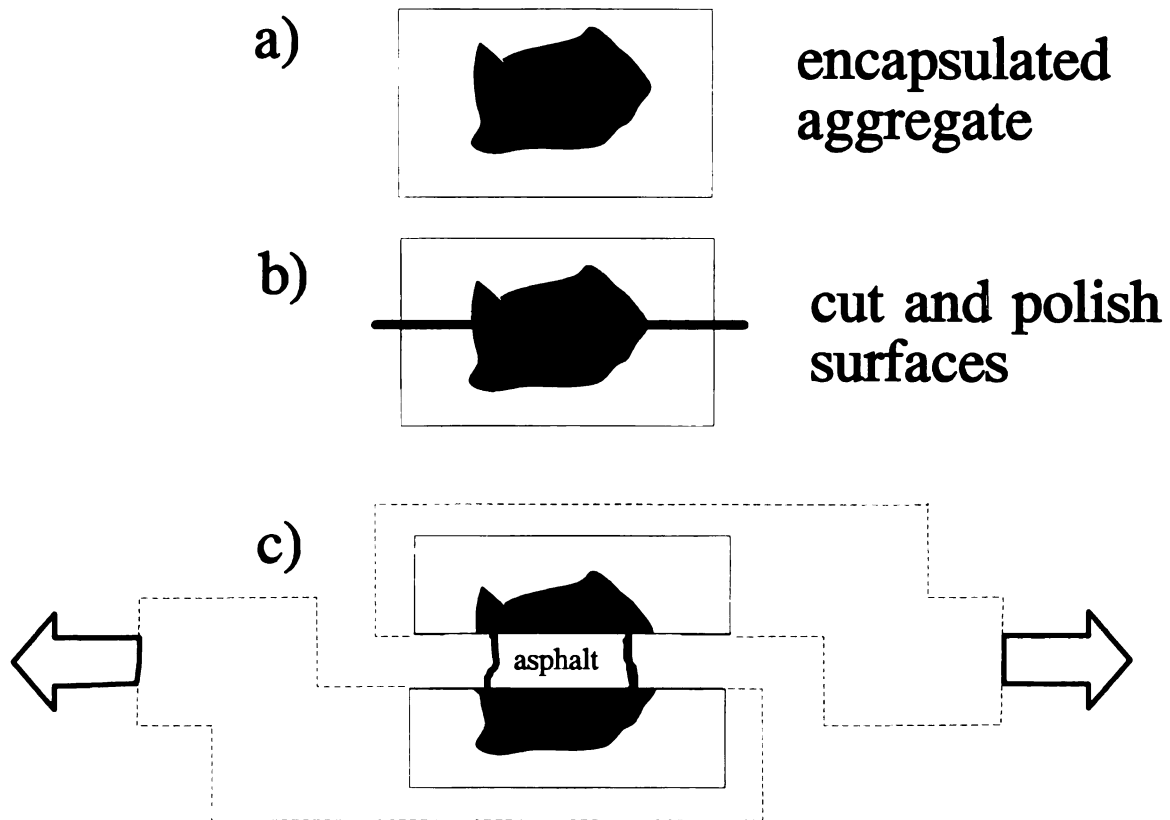 a)
encapsulated
aggregate
b)
cut and polish
surfaces
c)
asphalt